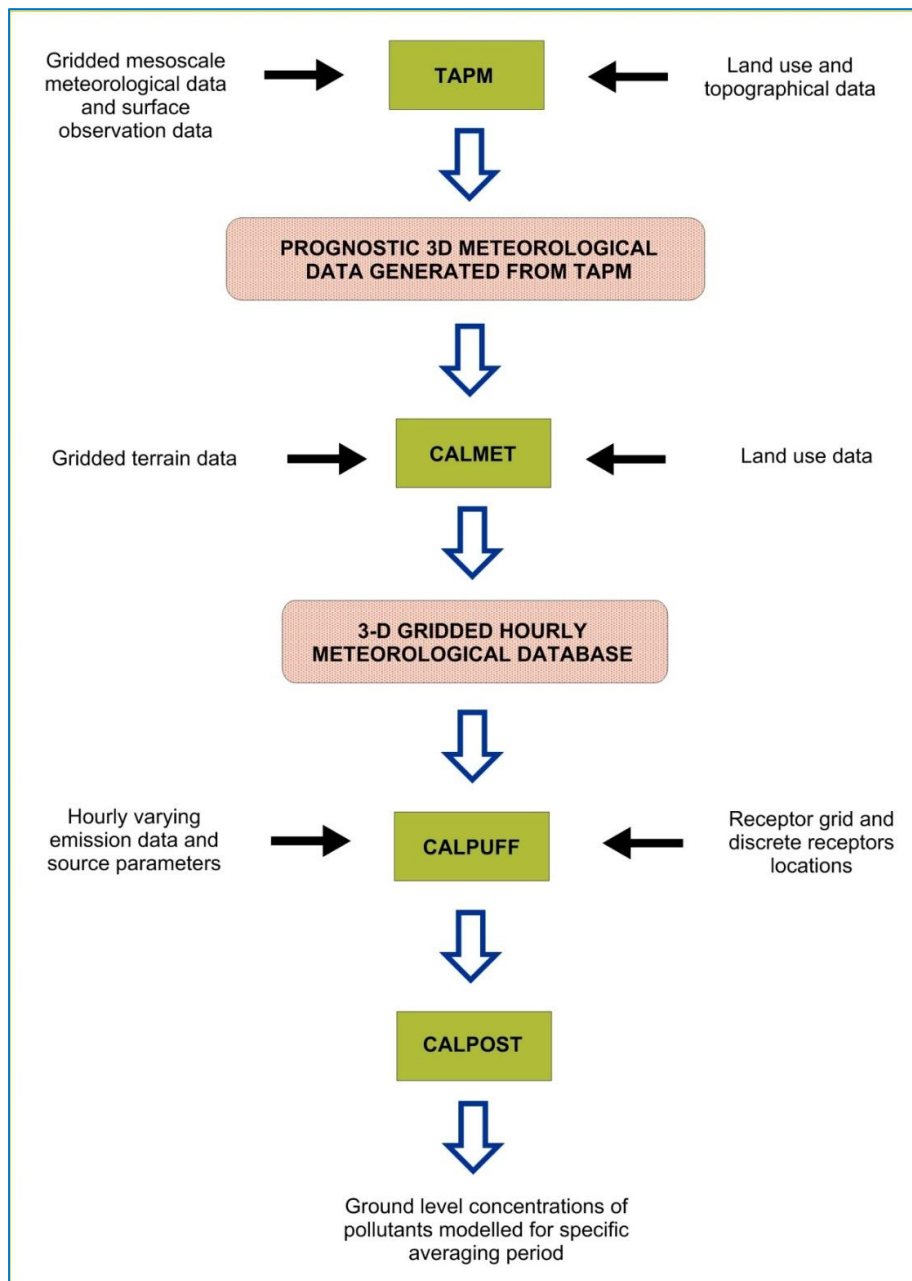 Gridded mesoscale
meteorological data
and surface
observation data
TAPM
Land use and
topographical data
PROGNOSTIC 3D METEOROLOGICAL
DATA GENERATED FROM TAPM
Gridded terrain data
CALMET
Land use data
3-D GRIDDED HOURLY
METEOROLOGICAL DATABASE
Hourly varying
emission data and
source parameters
CALPUFF
Receptor grid and
discrete receptors
locations
CALPOST
Ground level concentrations of
pollutants modelled for specific
averaging period